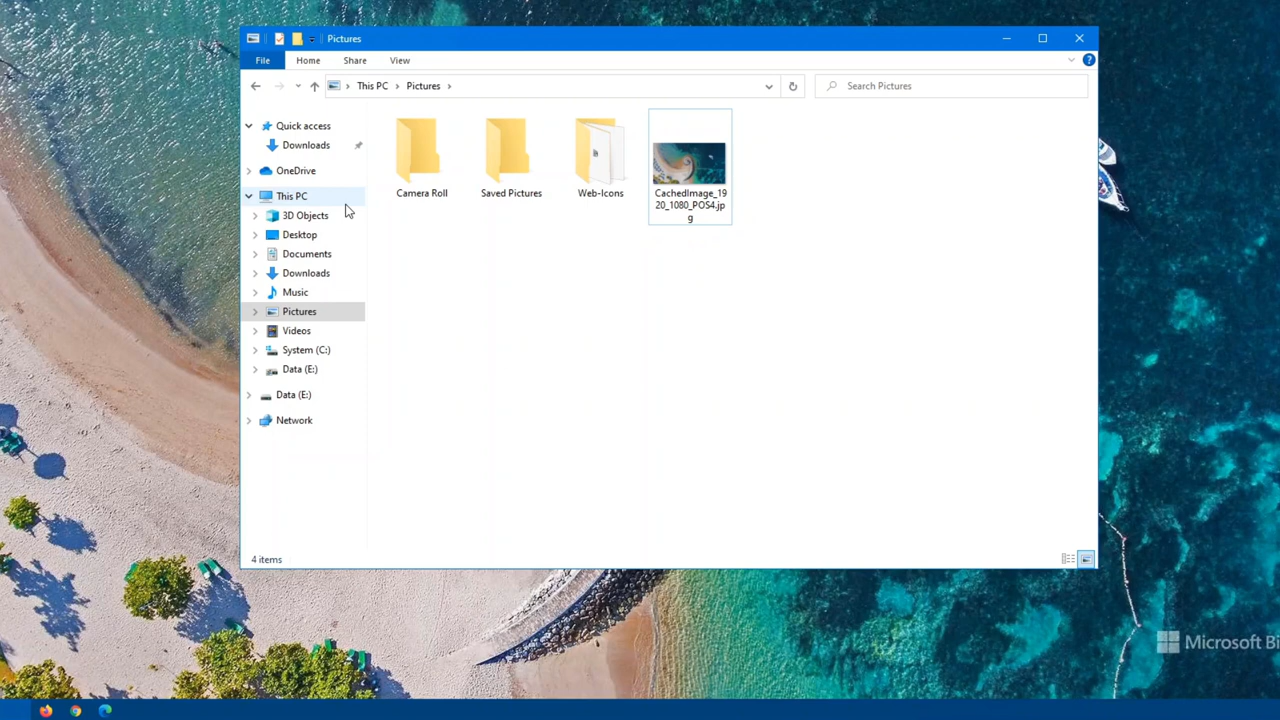 Pictures
File Home Share View
This PC Pictures
Search Pictures
Quick access
Downloads
OneDrive
This PC
3D Objects
Desktop
Documents
Downloads
Music
Pictures
Videos
System (C:)
Data (E:)
Data (E:)
Network
Camera Roll
Saved Pictures
Web-Icons
CachedImage_19
20_1080_POS4.jp
g
4 items
Microsoft Bi